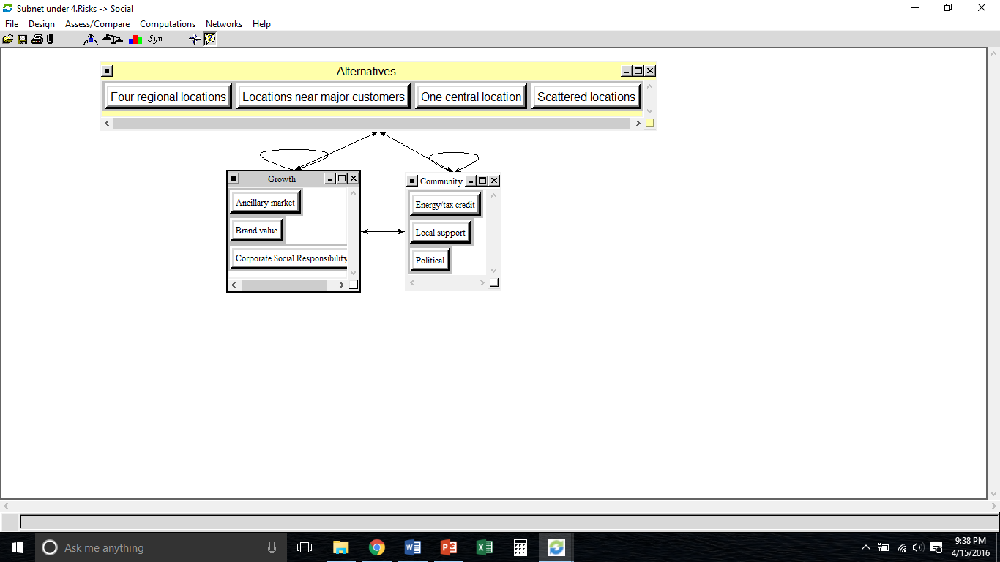 Subnet under 4.Risks -> Social
File Design Assess/Compare Computations Networks Help
Syn
Alternatives
Four regional locations Locations near major customers One central location Scattered locations
Growth
Ancillary market
Brand value
Corporate Social Responsibility
Community
Energy/tax credit
Local support
Political
Ask me anything
9:38 PM
4/15/2016